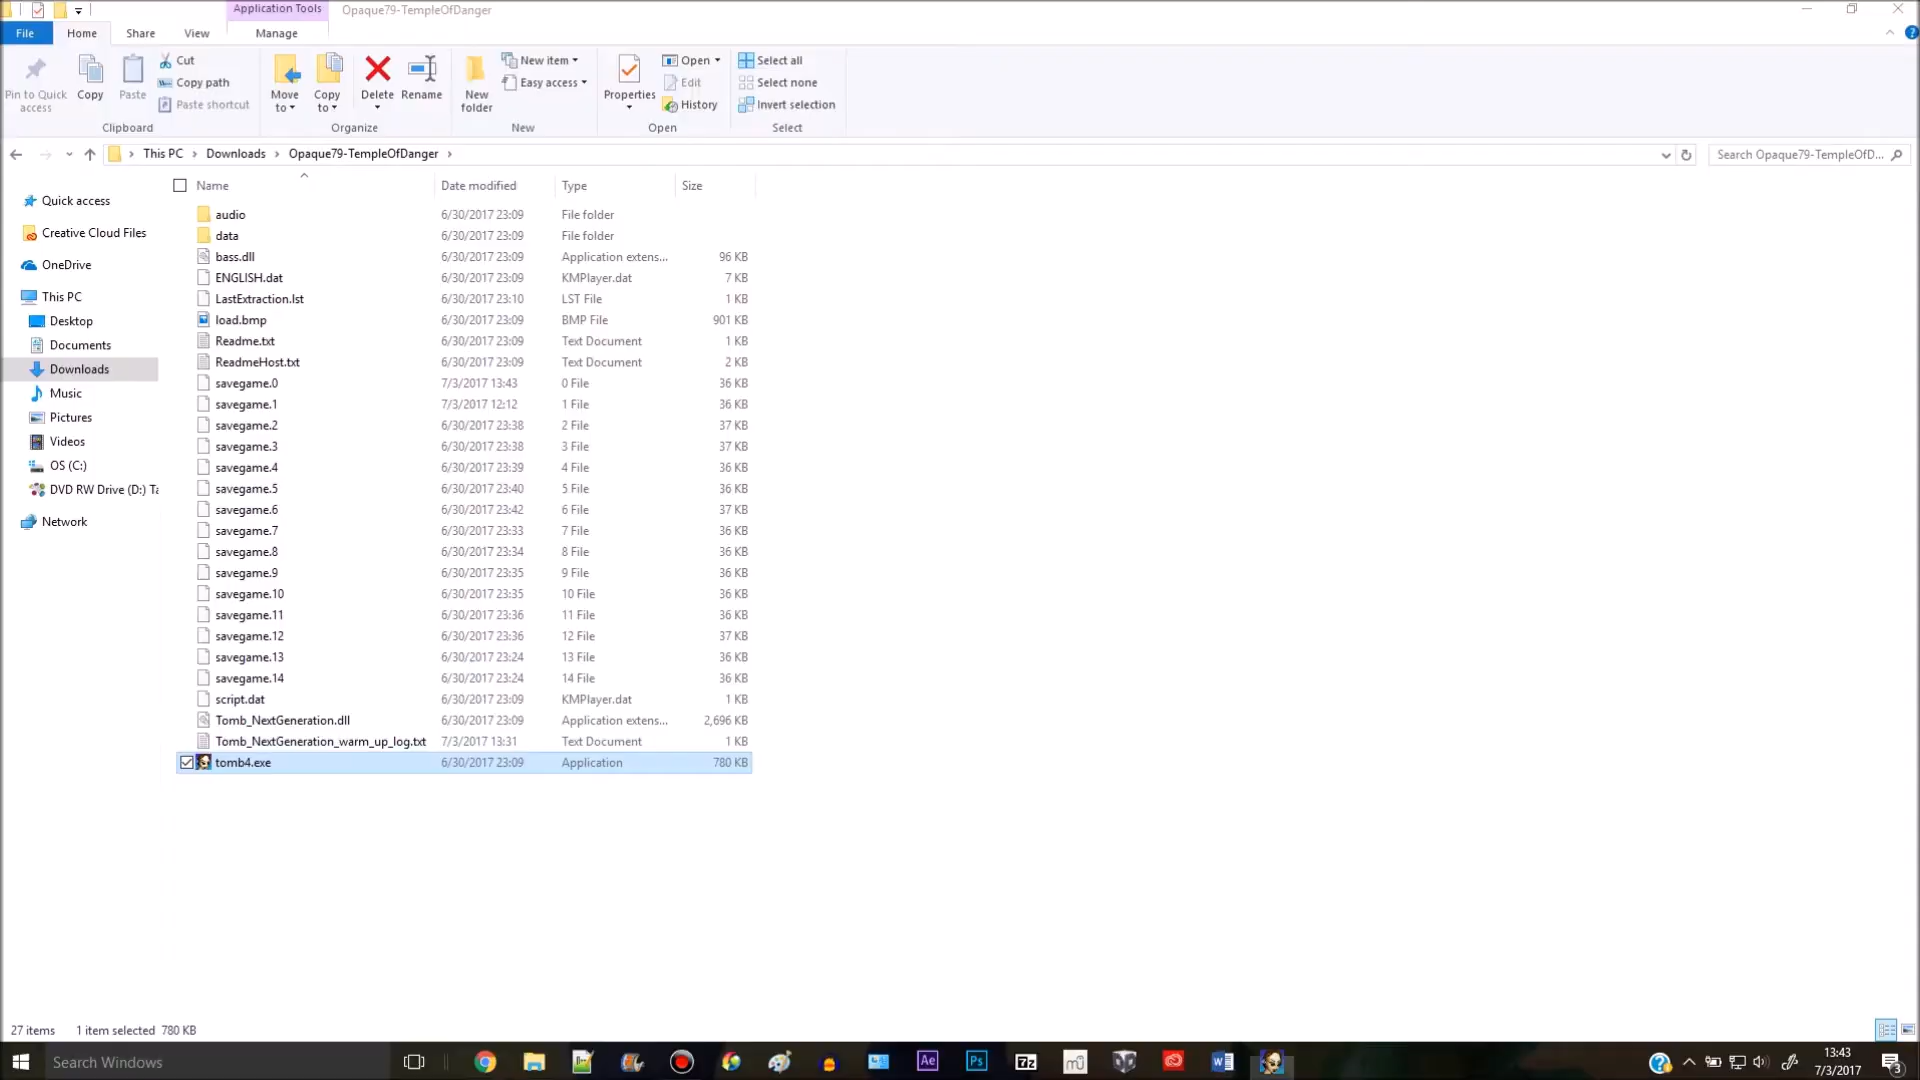 Application Tools Opaque79-TempleOfDanger
File Home Share View Manage
Pin to Quick access
Copy
Paste
Cut
Copy path
Paste shortcut
Clipboard
Move to
Copy to
Delete
Rename
Organize
New folder
New item
Easy access
New
Properties
Open
Edit
History
Open
Select all
Select none
Invert selection
Select
This PC Downloads Opaque79-TempleOfDanger
Search Opaque79-TempleOfD...
Quick access
Creative Cloud Files
OneDrive
This PC
Desktop
Documents
Downloads
Music
Pictures
Videos
OS (C:)
DVD RW Drive (D:) Ta
Network
Name Date modified Type Size
audio 6/30/2017 23:09 File folder
data 6/30/2017 23:09 File folder
bass.dll 6/30/2017 23:09 Application extens... 96 KB
ENGLISH.dat 6/30/2017 23:09 KMPlayer.dat 7 KB
LastExtraction.lst 6/30/2017 23:10 LST File 1 KB
load.bmp 6/30/2017 23:09 BMP File 901 KB
Readme.txt 6/30/2017 23:09 Text Document 1 KB
ReadmeHost.txt 6/30/2017 23:09 Text Document 2 KB
savegame.0 7/3/2017 13:43 0 File 36 KB
savegame.1 7/3/2017 12:12 1 File 36 KB
savegame.2 6/30/2017 23:38 2 File 37 KB
savegame.3 6/30/2017 23:38 3 File 37 KB
savegame.4 6/30/2017 23:39 4 File 36 KB
savegame.5 6/30/2017 23:40 5 File 36 KB
savegame.6 6/30/2017 23:42 6 File 37 KB
savegame.7 6/30/2017 23:33 7 File 36 KB
savegame.8 6/30/2017 23:34 8 File 36 KB
savegame.9 6/30/2017 23:35 9 File 36 KB
savegame.10 6/30/2017 23:35 10 File 36 KB
savegame.11 6/30/2017 23:36 11 File 36 KB
savegame.12 6/30/2017 23:36 12 File 37 KB
savegame.13 6/30/2017 23:24 13 File 36 KB
savegame.14 6/30/2017 23:24 14 File 36 KB
script.dat 6/30/2017 23:09 KMPlayer.dat 1 KB
Tomb_NextGeneration.dll 6/30/2017 23:09 Application extens... 2,696 KB
Tomb_NextGeneration_warm_up_log.txt 7/3/2017 13:31 Text Document 1 KB
tomb4.exe 6/30/2017 23:09 Application 780 KB
27 items 1 item selected 780 KB
Search Windows
Ae
Ps
7z
mū
13:43
7/3/2017
3